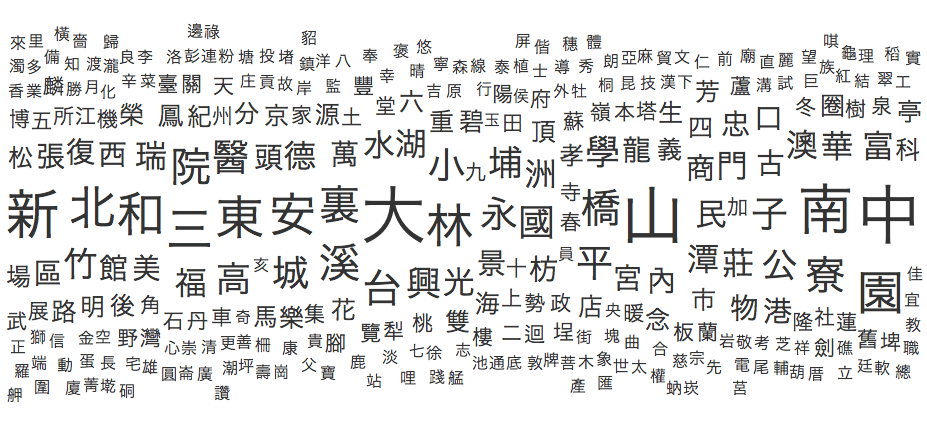 來里橫嗇歸邊祿貂褒悠屏偕穗體唭龜
濁多備知渡瀧良李洛彭連粉塘投堵鎮洋八奉晴寧森線泰植士導秀朗亞麻貿文仁前廟直麗望族理稻實
香業麟勝月化辛菜臺關天庄貢故岸監豐幸吉原行陽侯府外牡桐昆技漢下芳蘆溝試巨紅結翠工
博五所江機榮鳳紀州分京家源土堂六重碧玉田頂蘇嶺本塔生四忠口冬圈樹泉亭
松張復西瑞院醫頭德萬水湖小九埔洲孝學龍義商門古澳華富科
新北和三東安裏大林永國寺春橋山民加子南中
場區竹館美福高亥城溪台興光景十枋員平宮內潭莊公寮園佳
武展路明後角石丹車奇馬樂集花覽犁桃雙海上勢政店央暖念市物港隆社蓮宜
正獅信金空野灣心崇清更善柵康貴腳七徐志樓二迴埕街塊曲板蘭岩敬考芝祥劍礁舊埤教職
羅端動蛋長宅雄圓崙廣潮坪壽崗父寶鹿淡哩踐艋池通底敦牌菩木象世太合慈宗先電尾輔葫厝立廷軟總
舺圍廈菁墘硐讚站產匯權蚋崁莒